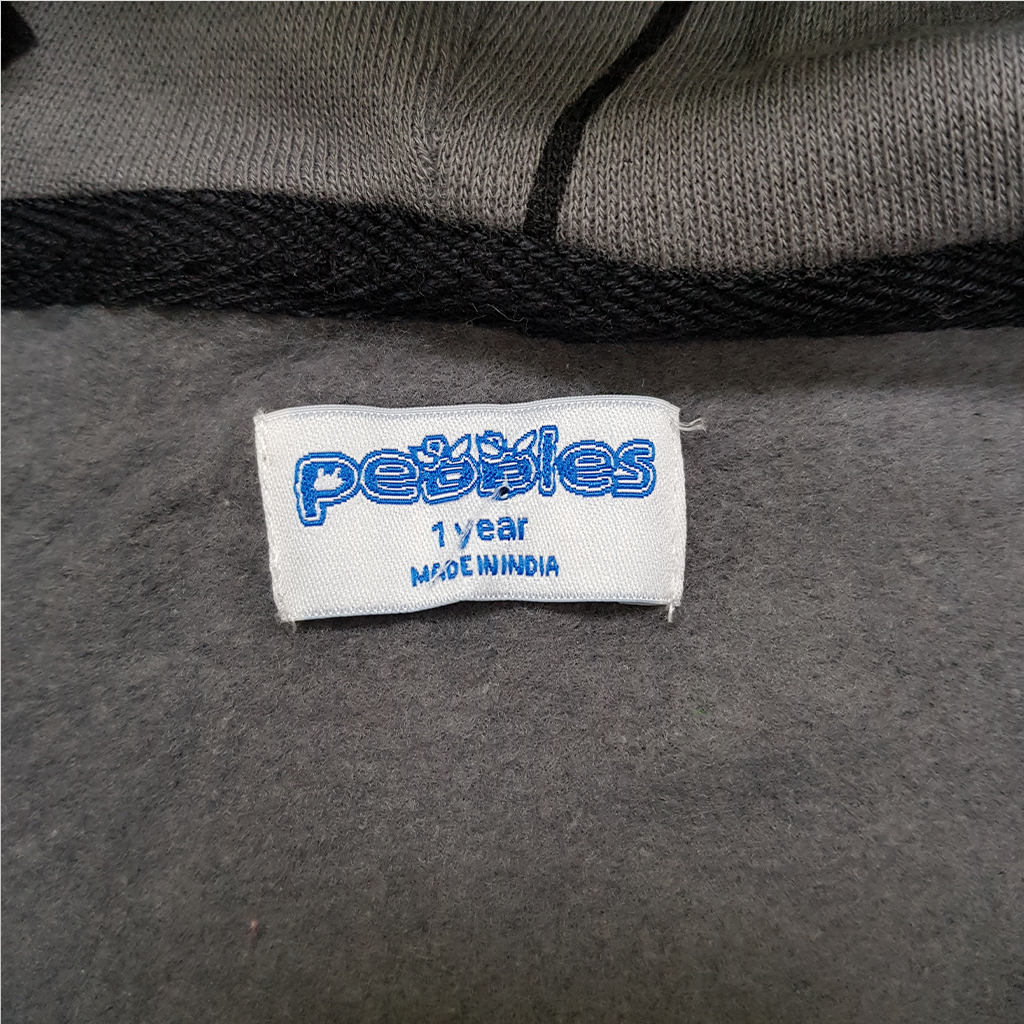 pebbles
1 year
MADE IN INDIA